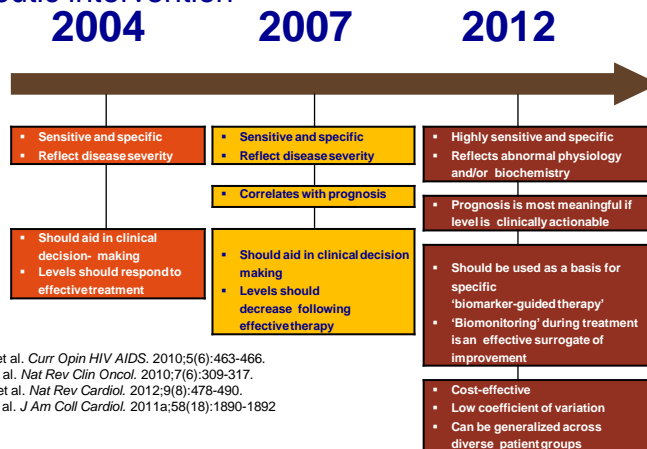 2004
2007
2012
▪ Sensitive and specific
▪ Reflect disease severity
▪ Should aid in clinical
decision- making
▪ Levels should respond to
effective treatment
▪ Sensitive and specific
▪ Reflect disease severity
▪ Correlates with prognosis
▪ Should aid in clinical decision
making
▪ Levels should
decrease following
effective therapy
▪ Highly sensitive and specific
▪ Reflects abnormal physiology
and/or biochemistry
▪ Prognosis is most meaningful if
level is clinically actionable
▪ Should be used as a basis for
specific
'biomarker-guided therapy'
▪ 'Biomonitoring' during treatment
is an effective surrogate of
improvement
▪ Cost-effective
▪ Low coefficient of variation
▪ Can be generalized across
diverse patient groups
et al. Curr Opin HIV AIDS. 2010;5(6):463-466.
al. Nat Rev Clin Oncol. 2010;7(6):309-317.
et al. Nat Rev Cardiol. 2012;9(8):478-490.
al. J Am Coll Cardiol. 2011a;58(18):1890-1892